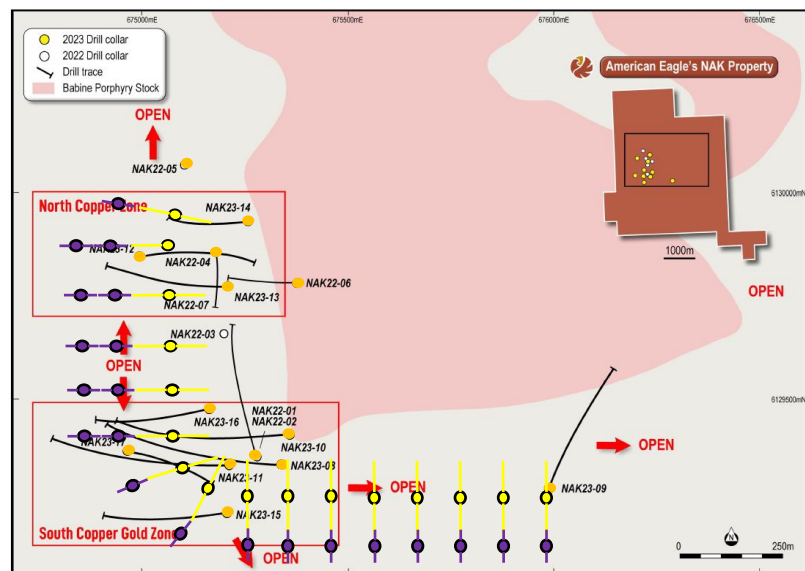 675000mE
675500mE
676000mE
676500mE
2023 Drill collar
2022 Drill collar
Drill trace
Babine Porphyry Stock
American Eagle's NAK Property
OPEN
NAK22-05
6130000mN
North Copper Zone
NAK23-14
NAK23-12
NAK22-04
1000m
NAK22-06
OPEN
NAK23-13
NAK22-07
NAK22-03
OPEN
6129500mN
NAK22-01
NAK23-16
NAK22-02
NAK23-17
NAK23-10
OPEN
NAK23-08
NAK23-11
OPEN
NAK23-09
NAK23-15
South Copper Gold Zone
N
OPEN
0
250m